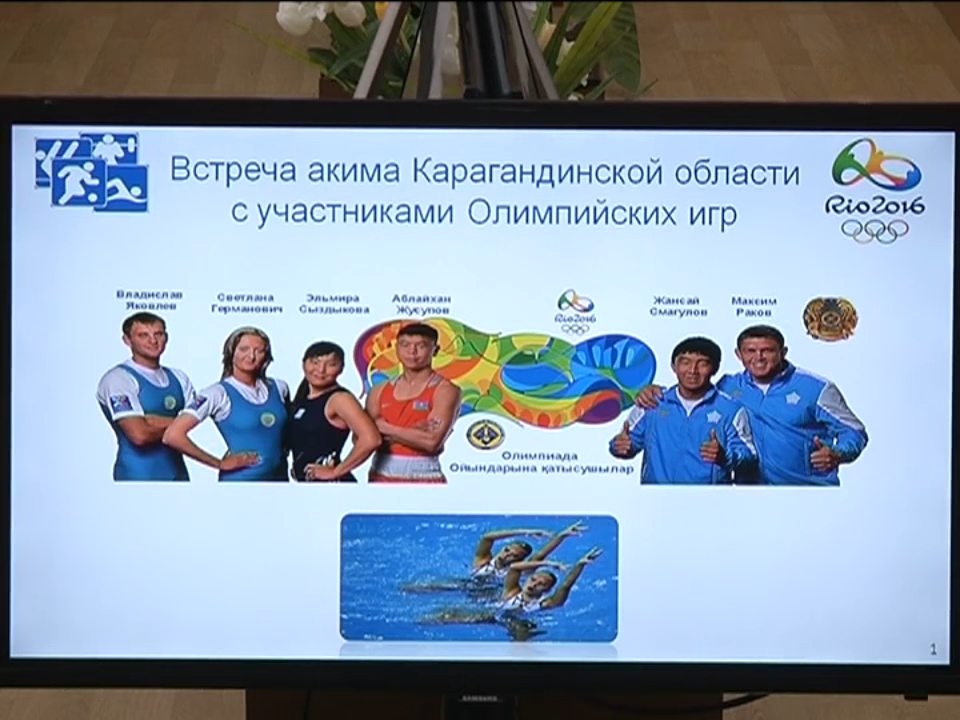 Встреча акима Карагандинской области
с участниками Олимпийских игр
Rio2016
Владислав
Яковлев
Светлана
Германович
Эльмира
Сыздыкова
Аблайхан
Жусупов
Rio2016
Жансай
Смагулов
Максим
Раков
Олимпиада
Ойындарына қатысушылар
1
SAMSUNG